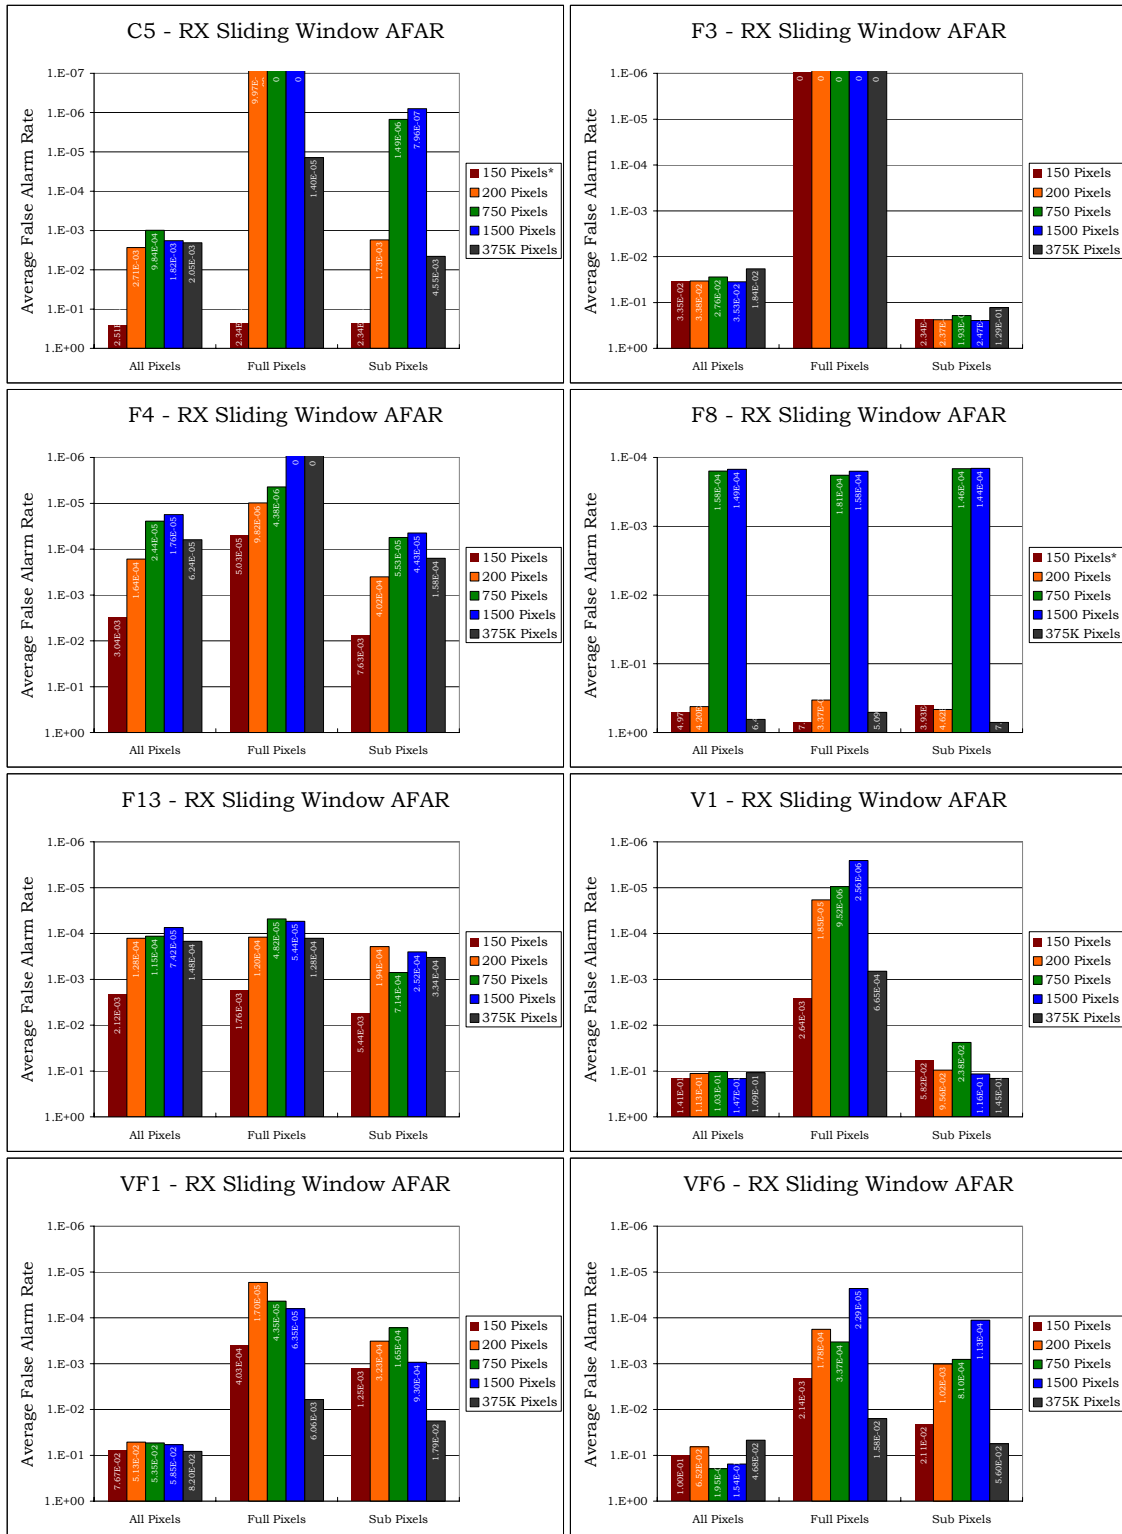 C5 - RX Sliding Window AFAR
Average False Alarm Rate
1.E-07
1.E-06
1.E-05
1.E-04
1.E-03
1.E-02
1.E-01
1.E+00
2.71E-03
9.84E-04
1.82E-03
2.05E-03
0
0
1.40E-05
1.73E-03
1.49E-06
7.96E-07
4.55E-03
All Pixels
Full Pixels
Sub Pixels
150 Pixels*
200 Pixels
750 Pixels
1500 Pixels
375K Pixels
F3 - RX Sliding Window AFAR
Average False Alarm Rate
1.E-06
1.E-05
1.E-04
1.E-03
1.E-02
1.E-01
1.E+00
3.35E-02
3.38E-02
2.76E-02
3.53E-02
1.84E-02
0
0
0
0
0
1.29E-01
All Pixels
Full Pixels
Sub Pixels
150 Pixels
200 Pixels
750 Pixels
1500 Pixels
375K Pixels
F4 - RX Sliding Window AFAR
Average False Alarm Rate
1.E-06
1.E-05
1.E-04
1.E-03
1.E-02
1.E-01
1.E+00
3.04E-03
1.64E-04
2.44E-05
1.76E-05
6.24E-05
5.03E-05
9.82E-06
4.38E-06
0
0
7.63E-03
4.02E-04
5.53E-05
4.43E-05
1.58E-04
All Pixels
Full Pixels
Sub Pixels
150 Pixels
200 Pixels
750 Pixels
1500 Pixels
375K Pixels
F8 - RX Sliding Window AFAR
Average False Alarm Rate
1.E-04
1.E-03
1.E-02
1.E-01
1.E+00
1.58E-04
1.49E-04
1.81E-04
1.58E-04
1.46E-04
1.44E-04
All Pixels
Full Pixels
Sub Pixels
150 Pixels*
200 Pixels
750 Pixels
1500 Pixels
375K Pixels
F13 - RX Sliding Window AFAR
Average False Alarm Rate
1.E-06
1.E-05
1.E-04
1.E-03
1.E-02
1.E-01
1.E+00
2.12E-03
1.28E-04
1.15E-04
7.42E-05
1.48E-04
1.76E-03
1.20E-04
4.82E-05
5.44E-05
1.28E-04
5.44E-03
1.94E-04
7.14E-04
2.52E-04
3.34E-04
All Pixels
Full Pixels
Sub Pixels
150 Pixels
200 Pixels
750 Pixels
1500 Pixels
375K Pixels
V1 - RX Sliding Window AFAR
Average False Alarm Rate
1.E-06
1.E-05
1.E-04
1.E-03
1.E-02
1.E-01
1.E+00
1.41E-01
1.13E-01
1.03E-01
1.47E-01
1.09E-01
2.64E-03
1.85E-05
9.52E-06
2.56E-06
6.65E-04
5.82E-02
9.56E-02
2.38E-02
1.16E-01
1.45E-01
All Pixels
Full Pixels
Sub Pixels
150 Pixels
200 Pixels
750 Pixels
1500 Pixels
375K Pixels
VF1 - RX Sliding Window AFAR
Average False Alarm Rate
1.E-06
1.E-05
1.E-04
1.E-03
1.E-02
1.E-01
1.E+00
7.67E-02
5.13E-02
5.35E-02
5.85E-02
8.20E-02
4.03E-04
1.70E-05
4.35E-05
6.35E-05
6.06E-03
1.25E-03
3.23E-04
1.65E-04
9.30E-04
1.79E-02
All Pixels
Full Pixels
Sub Pixels
150 Pixels
200 Pixels
750 Pixels
1500 Pixels
375K Pixels
VF6 - RX Sliding Window AFAR
Average False Alarm Rate
1.E-06
1.E-05
1.E-04
1.E-03
1.E-02
1.E-01
1.E+00
1.00E-01
6.52E-02
4.68E-02
2.14E-03
1.78E-04
3.37E-04
2.29E-05
1.58E-02
2.11E-02
1.02E-03
8.10E-04
1.13E-04
5.60E-02
All Pixels
Full Pixels
Sub Pixels
150 Pixels
200 Pixels
750 Pixels
1500 Pixels
375K Pixels